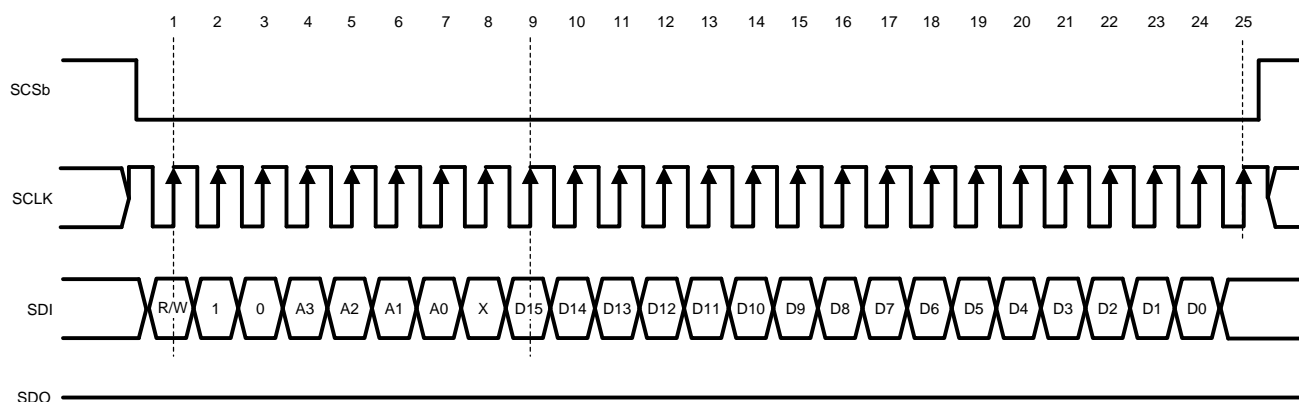 1 2 3 4 5 6 7 8 9 10 11 12 13 14 15 16 17 18 19 20 21 22 23 24 25
SCSb
SCLK
SDI R/W 1 0 A3 A2 A1 A0 X D15 D14 D13 D12 D11 D10 D9 D8 D7 D6 D5 D4 D3 D2 D1 D0
SDO